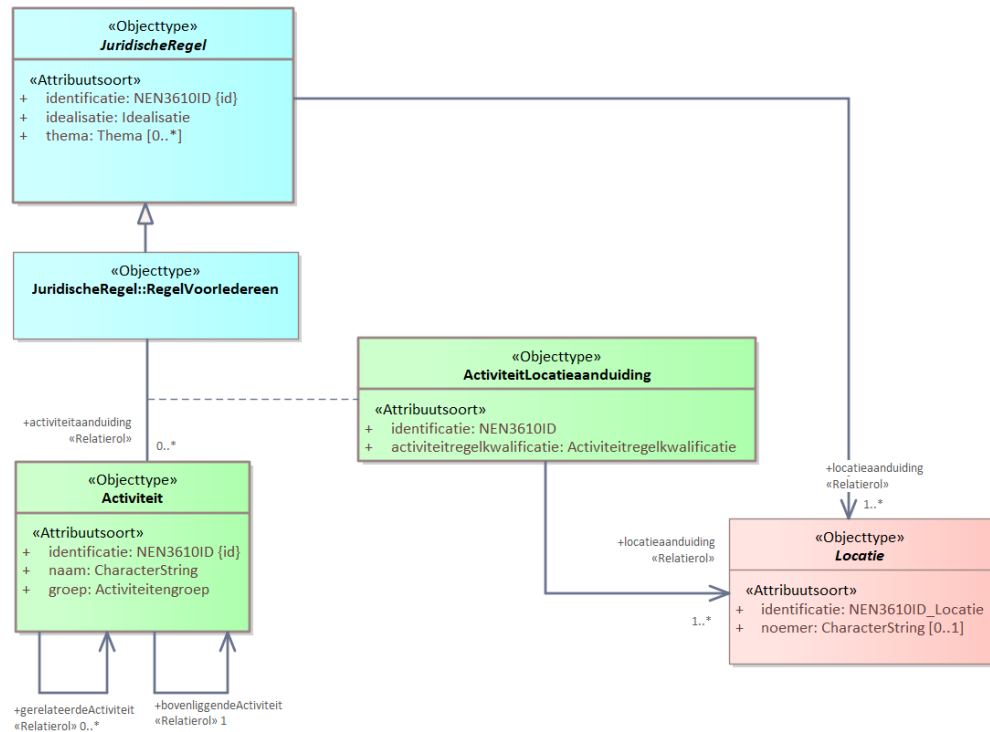 «Objecttype»
JuridischeRegel
«Attribuutsoort»
+ identificatie: NEN3610ID {id}
+ idealisatie: Idealisatie
+ thema: Thema [0..*]
«Objecttype»
JuridischeRegel::RegelVoorIedereen
«Objecttype»
ActiviteitLocatieaanduiding
«Attribuutsoort»
+ identificatie: NEN3610ID
+ activiteitregelkwalificatie: Activiteitregelkwalificatie
+activiteitaanduiding
«Relatierol»
0..*
«Objecttype»
Activiteit
«Attribuutsoort»
+ identificatie: NEN3610ID {id}
+ naam: CharacterString
+ groep: Activiteitengroep
+locatieaanduiding
«Relatierol»
1..*
+locatieaanduiding
«Relatierol»
1..*
«Objecttype»
Locatie
«Attribuutsoort»
+ identificatie: NEN3610ID_Locatie
+ noemer: CharacterString [0..1]
+gerelateerdeActiviteit
«Relatierol» 0..*
+bovenliggendeActiviteit
«Relatierol» 1